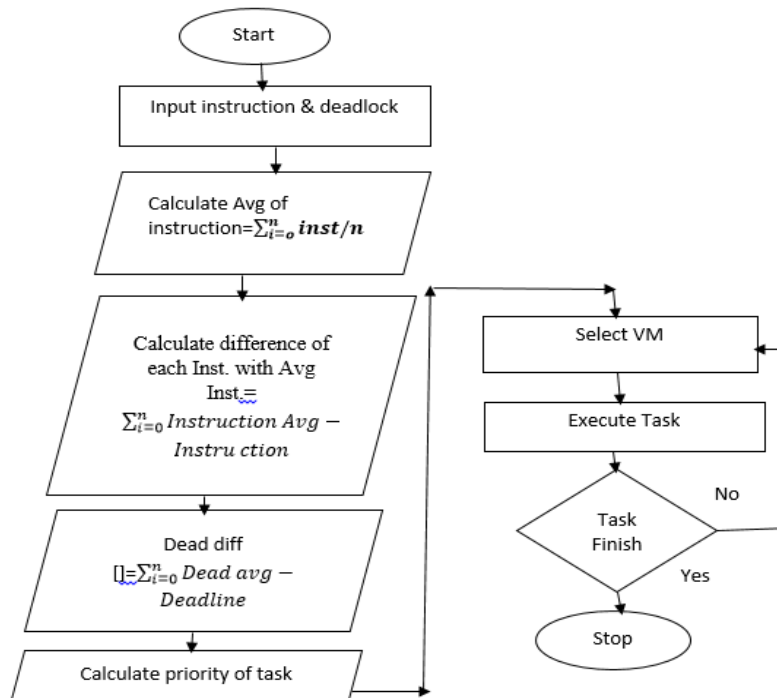 Start
Input instruction & deadlock
Calculate Avg of
instruction=∑ⁿᵢ₌ₒ inst/n
Calculate difference of
each Inst. with Avg
Inst.=
∑ⁿᵢ₌₀ Instruction Avg −
Instru ction
Dead diff
[]=∑ⁿᵢ₌₀ Dead avg −
Deadline
Calculate priority of task
Select VM
Execute Task
Task
Finish
No
Yes
Stop